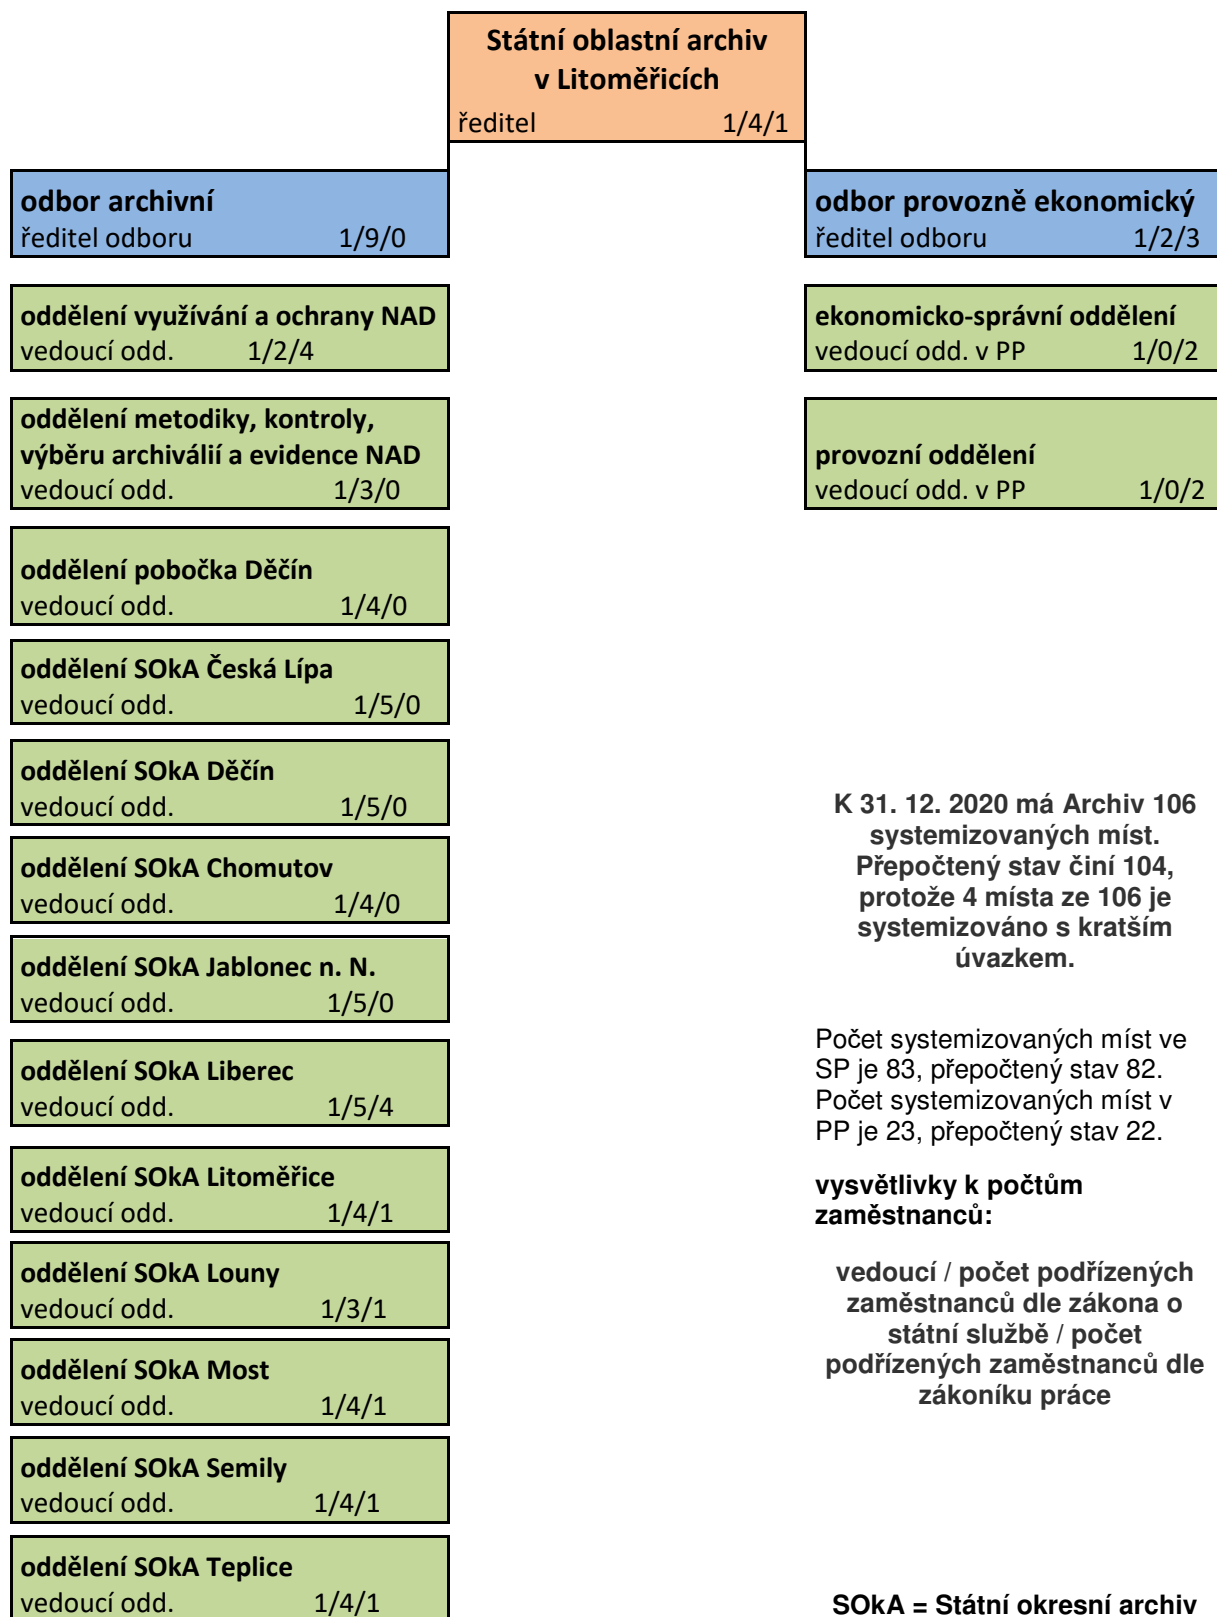 Státní oblastní archiv
v Litoměřicích
ředitel 1/4/1
odbor archivní
ředitel odboru 1/9/0
oddělení využívání a ochrany NAD
vedoucí odd. 1/2/4
oddělení metodiky, kontroly,
výběru archiválií a evidence NAD
vedoucí odd. 1/3/0
oddělení pobočka Děčín
vedoucí odd. 1/4/0
oddělení SOkA Česká Lípa
vedoucí odd. 1/5/0
oddělení SOkA Děčín
vedoucí odd. 1/5/0
oddělení SOkA Chomutov
vedoucí odd. 1/4/0
oddělení SOkA Jablonec n. N.
vedoucí odd. 1/5/0
oddělení SOkA Liberec
vedoucí odd. 1/5/4
oddělení SOkA Litoměřice
vedoucí odd. 1/4/1
oddělení SOkA Louny
vedoucí odd. 1/3/1
oddělení SOkA Most
vedoucí odd. 1/4/1
oddělení SOkA Semily
vedoucí odd. 1/4/1
oddělení SOkA Teplice
vedoucí odd. 1/4/1
odbor provozně ekonomický
ředitel odboru 1/2/3
ekonomicko-správní oddělení
vedoucí odd. v PP 1/0/2
provozní oddělení
vedoucí odd. v PP 1/0/2
K 31. 12. 2020 má Archiv 106
systemizovaných míst.
Přepočtený stav činí 104,
protože 4 místa ze 106 je
systemizováno s kratším
úvazkem.
Počet systemizovaných míst ve
SP je 83, přepočtený stav 82.
Počet systemizovaných míst v
PP je 23, přepočtený stav 22.
vysvětlivky k počtům
zaměstnanců:
vedoucí / počet podřízených
zaměstnanců dle zákona o
státní službě / počet
podřízených zaměstnanců dle
zákoníku práce
SOkA = Státní okresní archiv